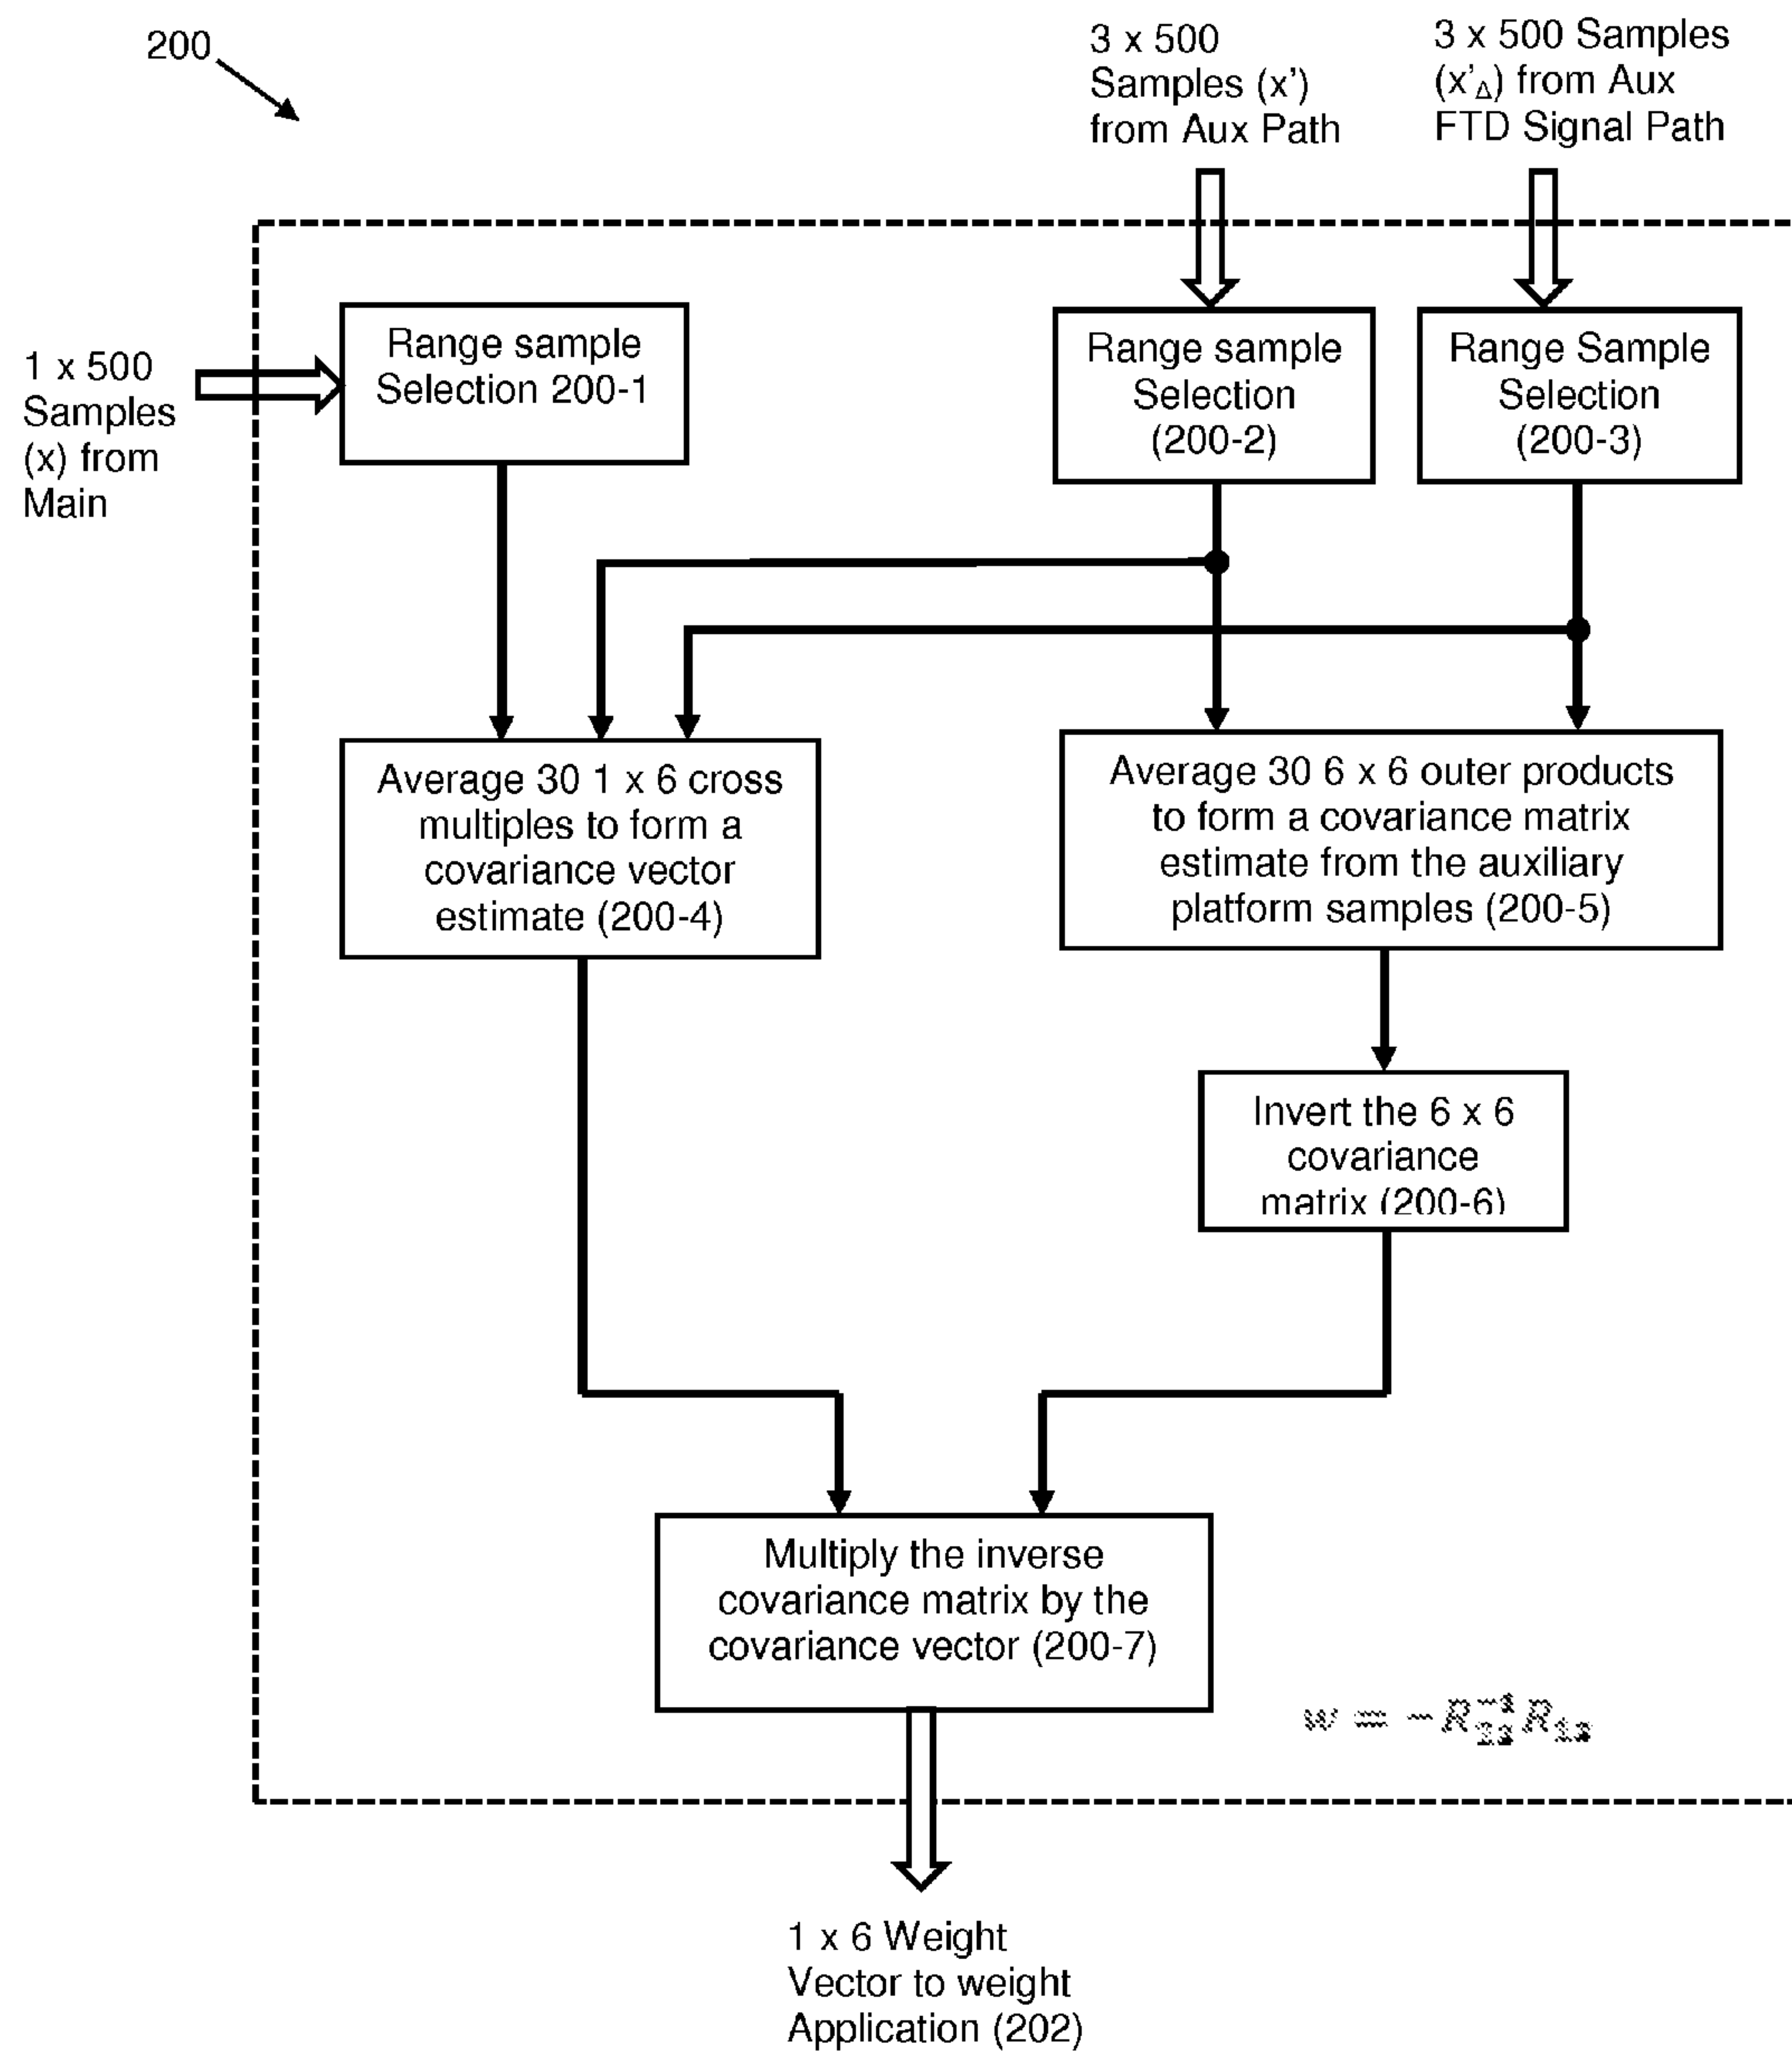 200
3 x 500
Samples (x')
from Aux Path
3 x 500 Samples
(x'Δ) from Aux
FTD Signal Path
1 x 500
Samples
(x) from
Main
Range sample
Selection 200-1
Range sample
Selection
(200-2)
Range Sample
Selection
(200-3)
Average 30 1 x 6 cross
multiples to form a
covariance vector
estimate (200-4)
Average 30 6 x 6 outer products
to form a covariance matrix
estimate from the auxiliary
platform samples (200-5)
Invert the 6 x 6
covariance
matrix (200-6)
Multiply the inverse
covariance matrix by the
covariance vector (200-7)
1 x 6 Weight
Vector to weight
Application (202)